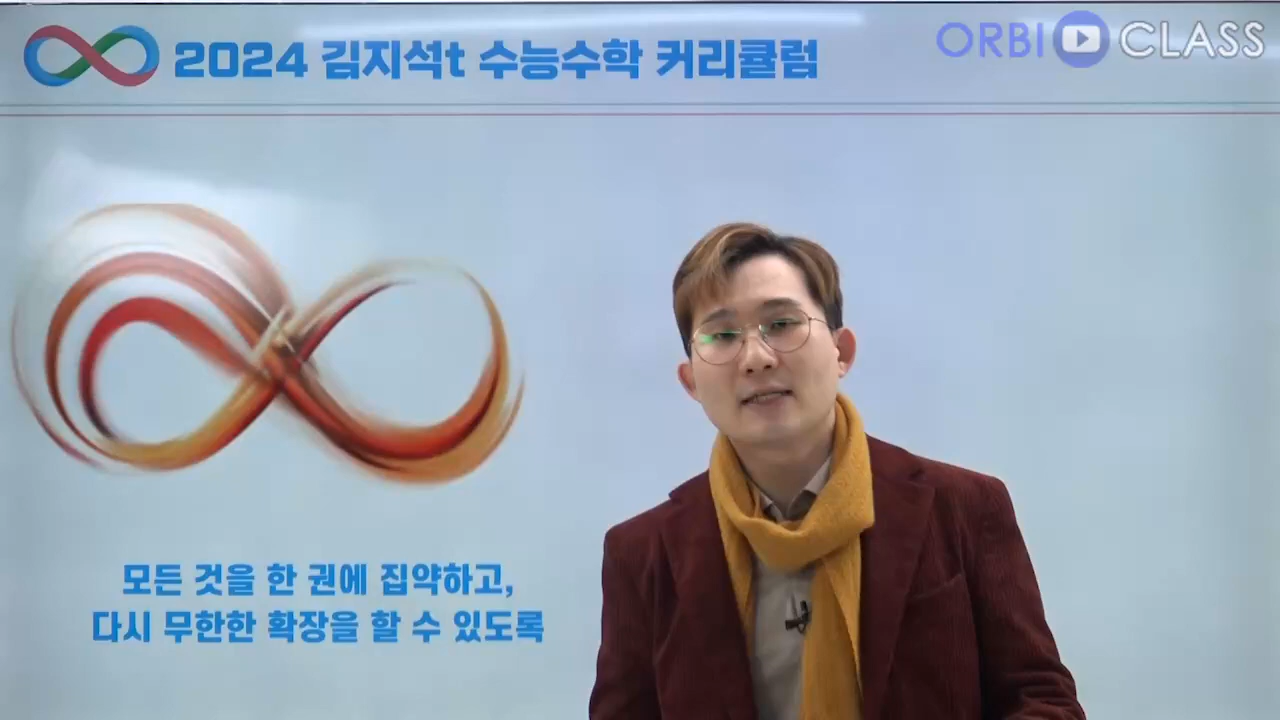 2024 김지석t 수능수학 커리큘럼
ORBI CLASS
모든 것을 한 권에 집약하고,
다시 무한한 확장을 할 수 있도록